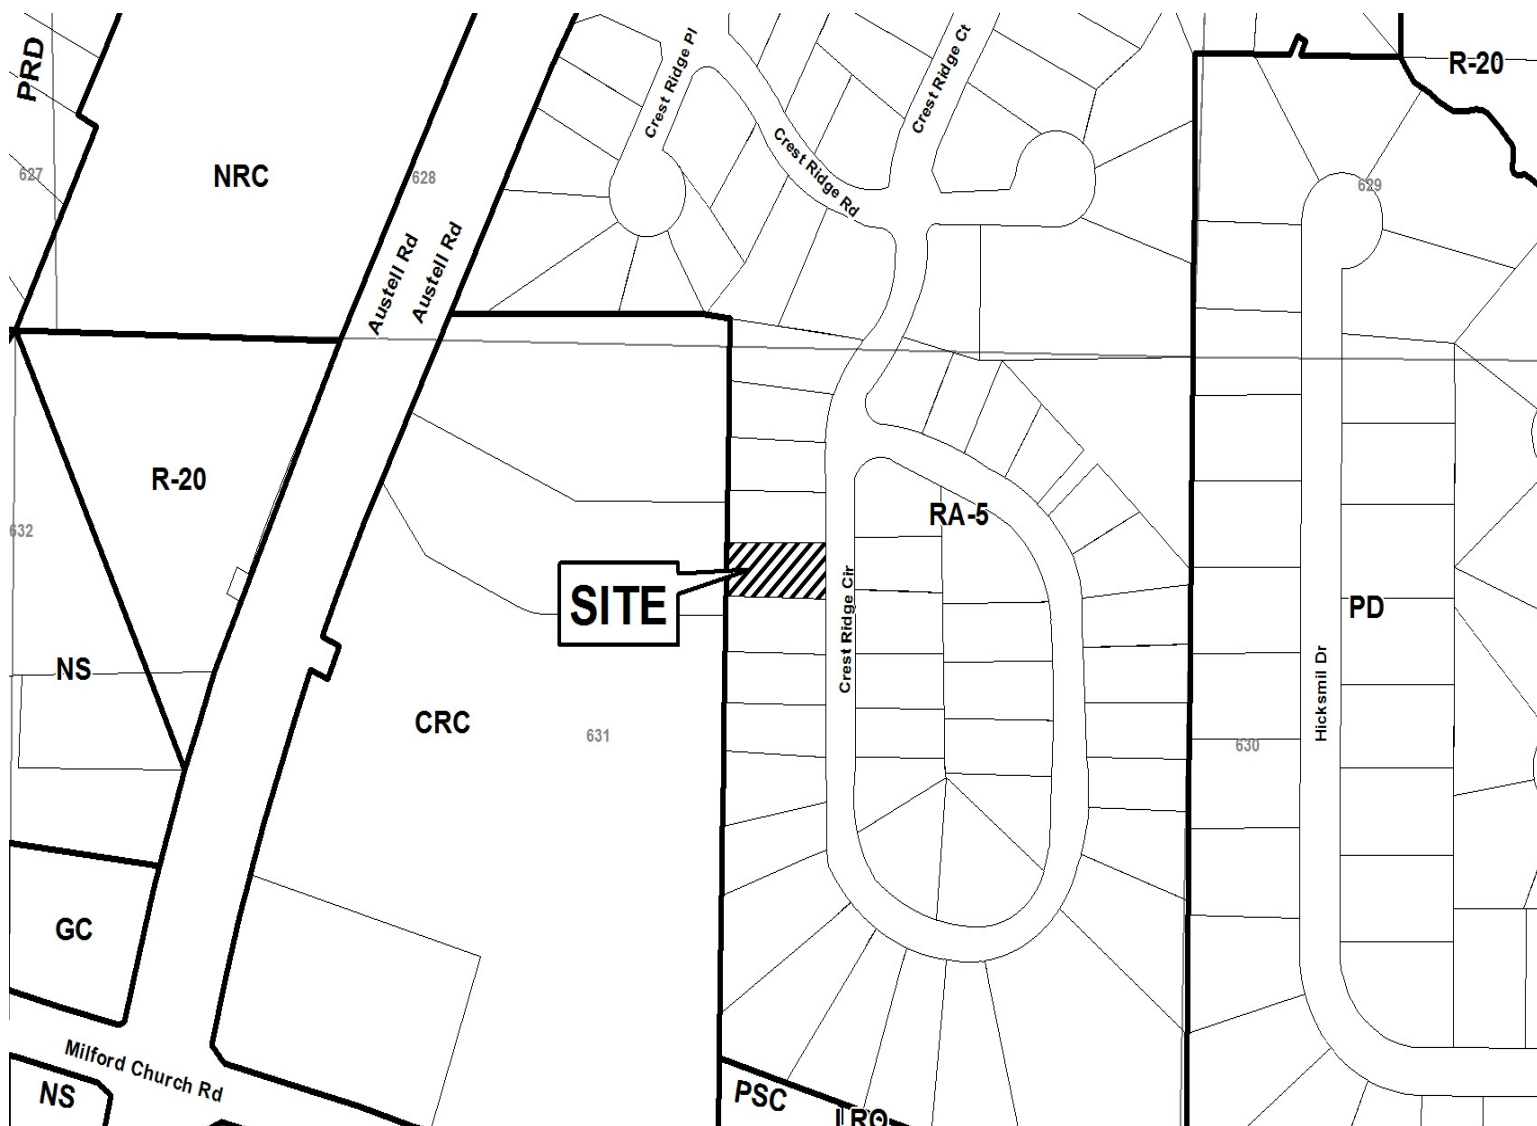 PRD
Crest Ridge Pl
Crest Ridge Ct
R-20
627
NRC
628
Crest Ridge Rd
629
Austell Rd
Austell Rd
R-20
RA-5
632
SITE
Crest Ridge Cir
PD
NS
Hicksmil Dr
CRC
631
630
GC
Milford Church Rd
NS
PSC
LRO